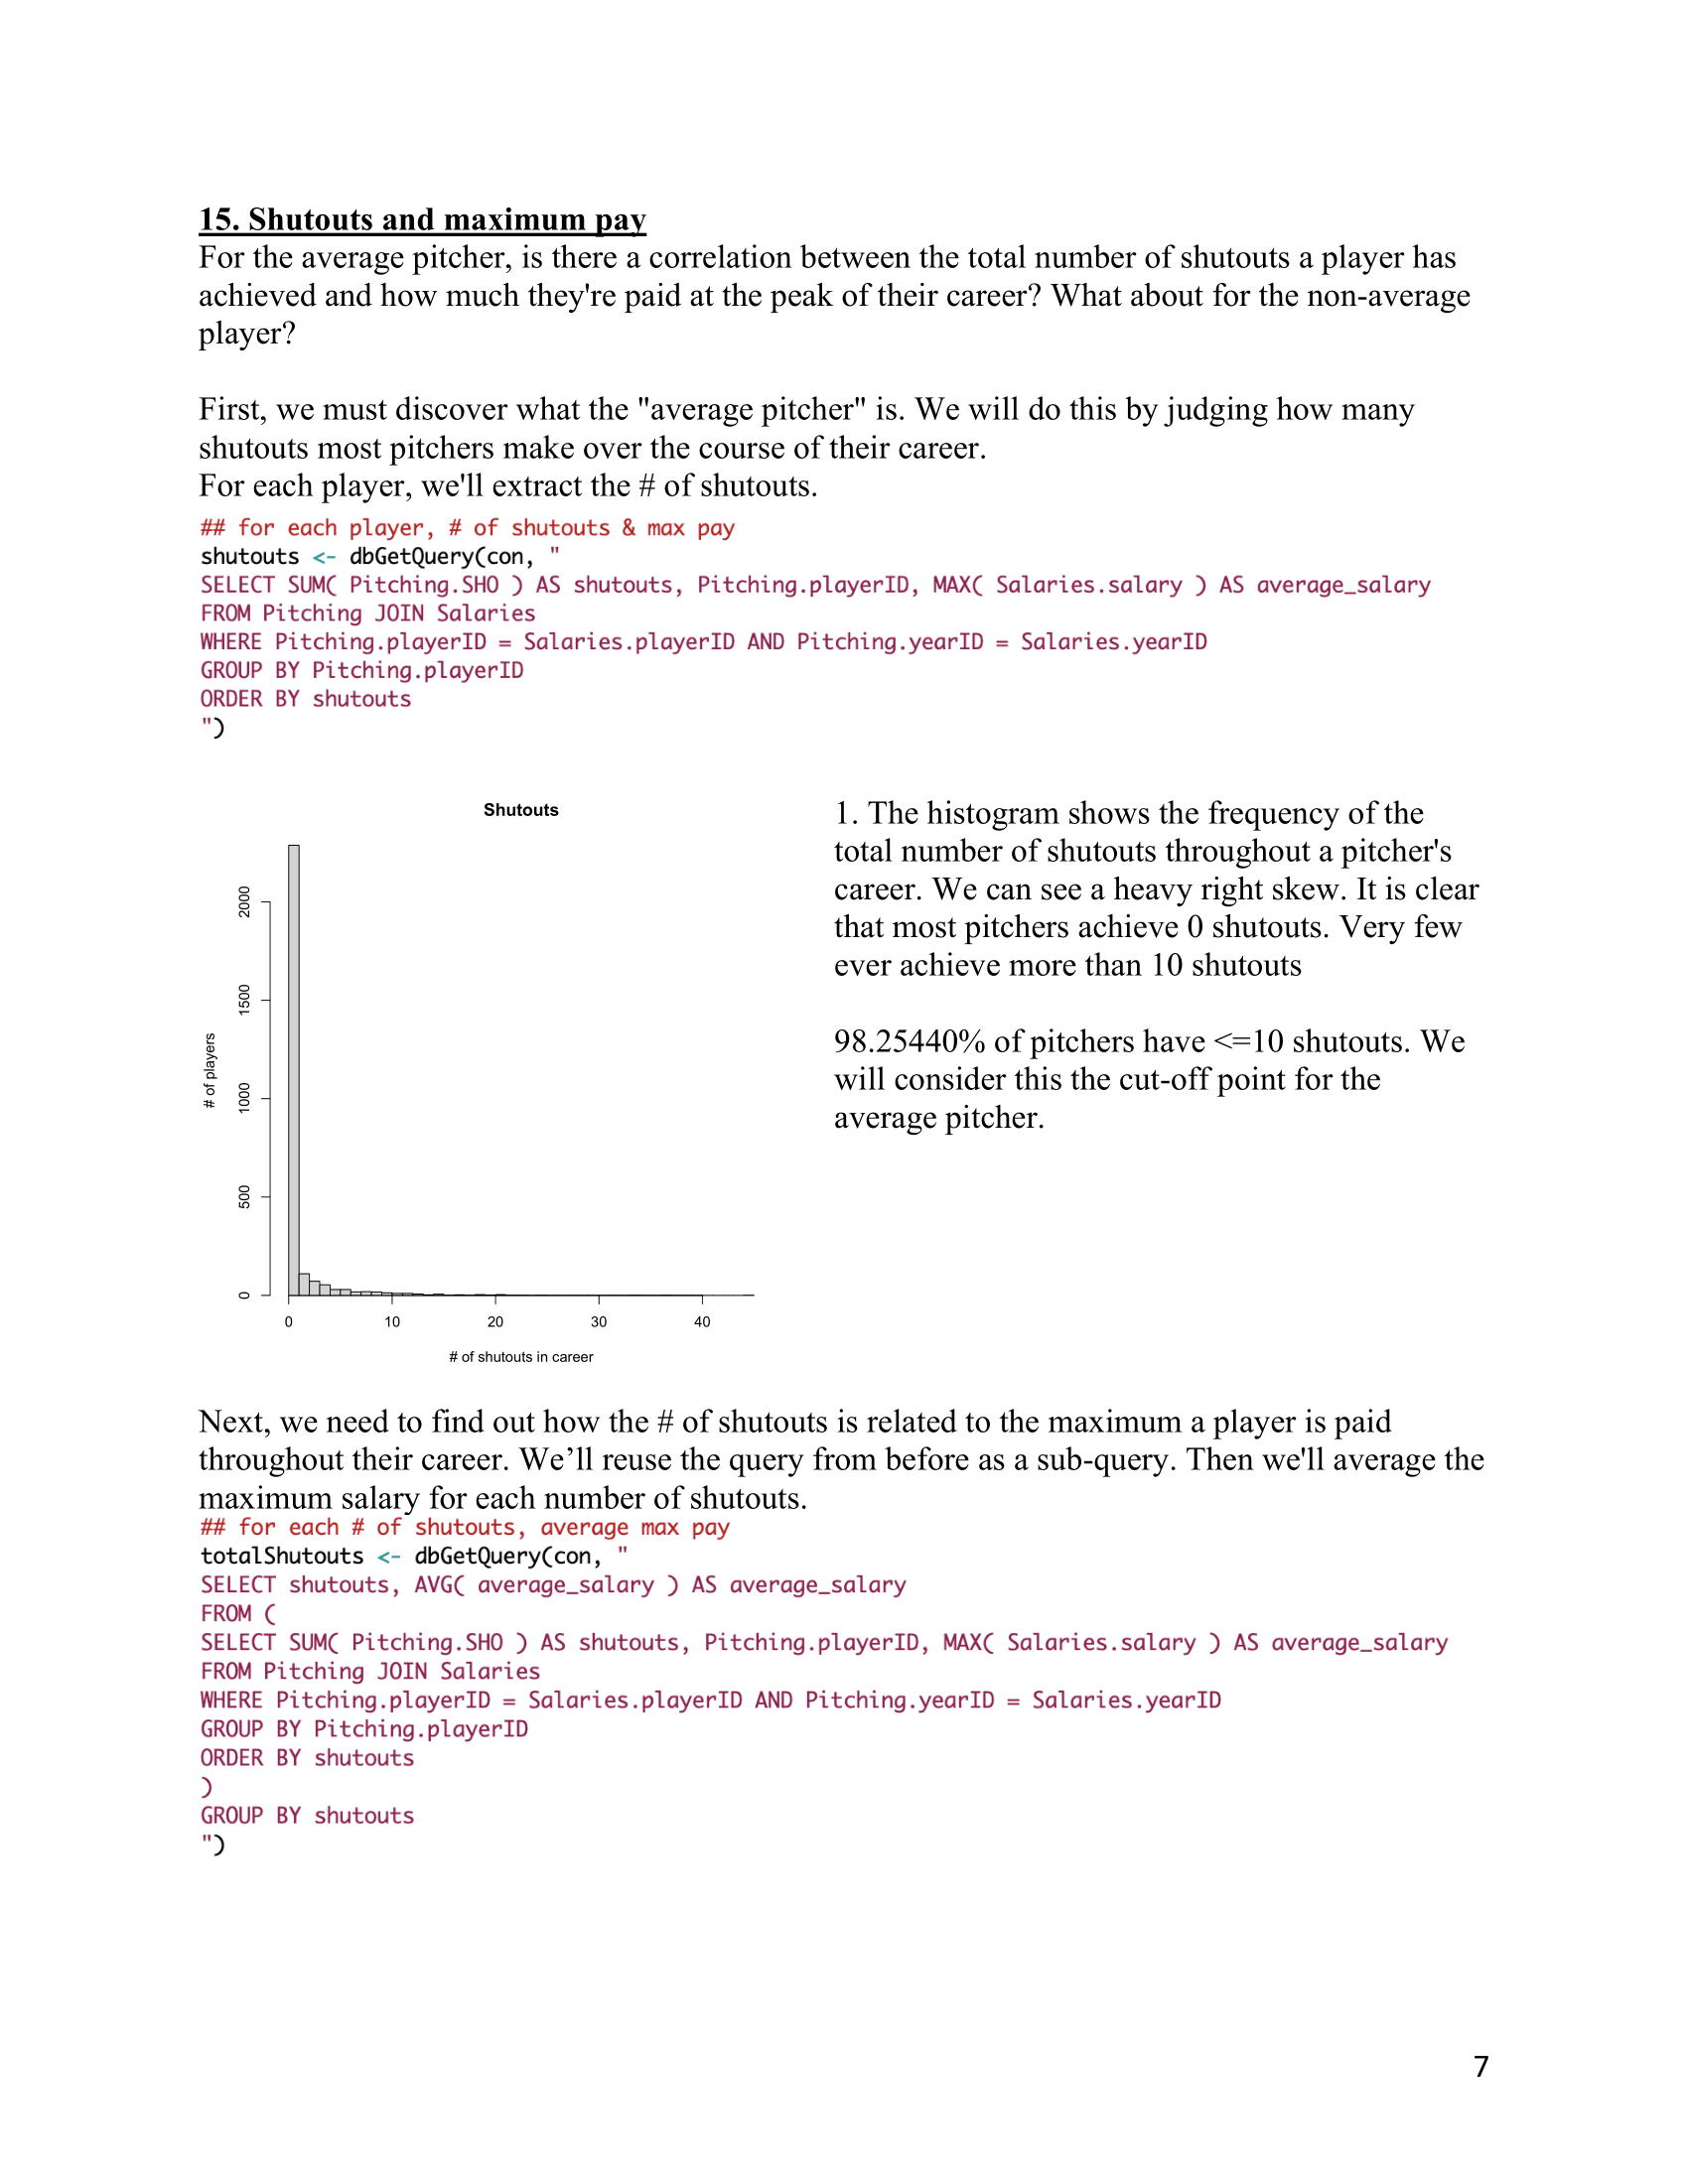 15. Shutouts and maximum pay
For the average pitcher, is there a correlation between the total number of shutouts a player has
achieved and how much they're paid at the peak of their career? What about for the non-average
player?
First, we must discover what the "average pitcher" is. We will do this by judging how many
shutouts most pitchers make over the course of their career.
For each player, we'll extract the # of shutouts.
## for each player, # of shutouts & max pay
shutouts <- dbGetQuery(con, "
SELECT SUM( Pitching.SHO ) AS shutouts, Pitching.playerID, MAX( Salaries.salary ) AS average_salary
FROM Pitching JOIN Salaries
WHERE Pitching.playerID = Salaries.playerID AND Pitching.yearID = Salaries.yearID
GROUP BY Pitching.playerID
ORDER BY shutouts
")
Shutouts
# of players
2000
1500
1000
500
0
0 10 20 30 40
# of shutouts in career
1. The histogram shows the frequency of the
total number of shutouts throughout a pitcher's
career. We can see a heavy right skew. It is clear
that most pitchers achieve 0 shutouts. Very few
ever achieve more than 10 shutouts
98.25440% of pitchers have <=10 shutouts. We
will consider this the cut-off point for the
average pitcher.
Next, we need to find out how the # of shutouts is related to the maximum a player is paid
throughout their career. We’ll reuse the query from before as a sub-query. Then we'll average the
maximum salary for each number of shutouts.
## for each # of shutouts, average max pay
totalShutouts <- dbGetQuery(con, "
SELECT shutouts, AVG( average_salary ) AS average_salary
FROM (
SELECT SUM( Pitching.SHO ) AS shutouts, Pitching.playerID, MAX( Salaries.salary ) AS average_salary
FROM Pitching JOIN Salaries
WHERE Pitching.playerID = Salaries.playerID AND Pitching.yearID = Salaries.yearID
GROUP BY Pitching.playerID
ORDER BY shutouts
)
GROUP BY shutouts
")
7